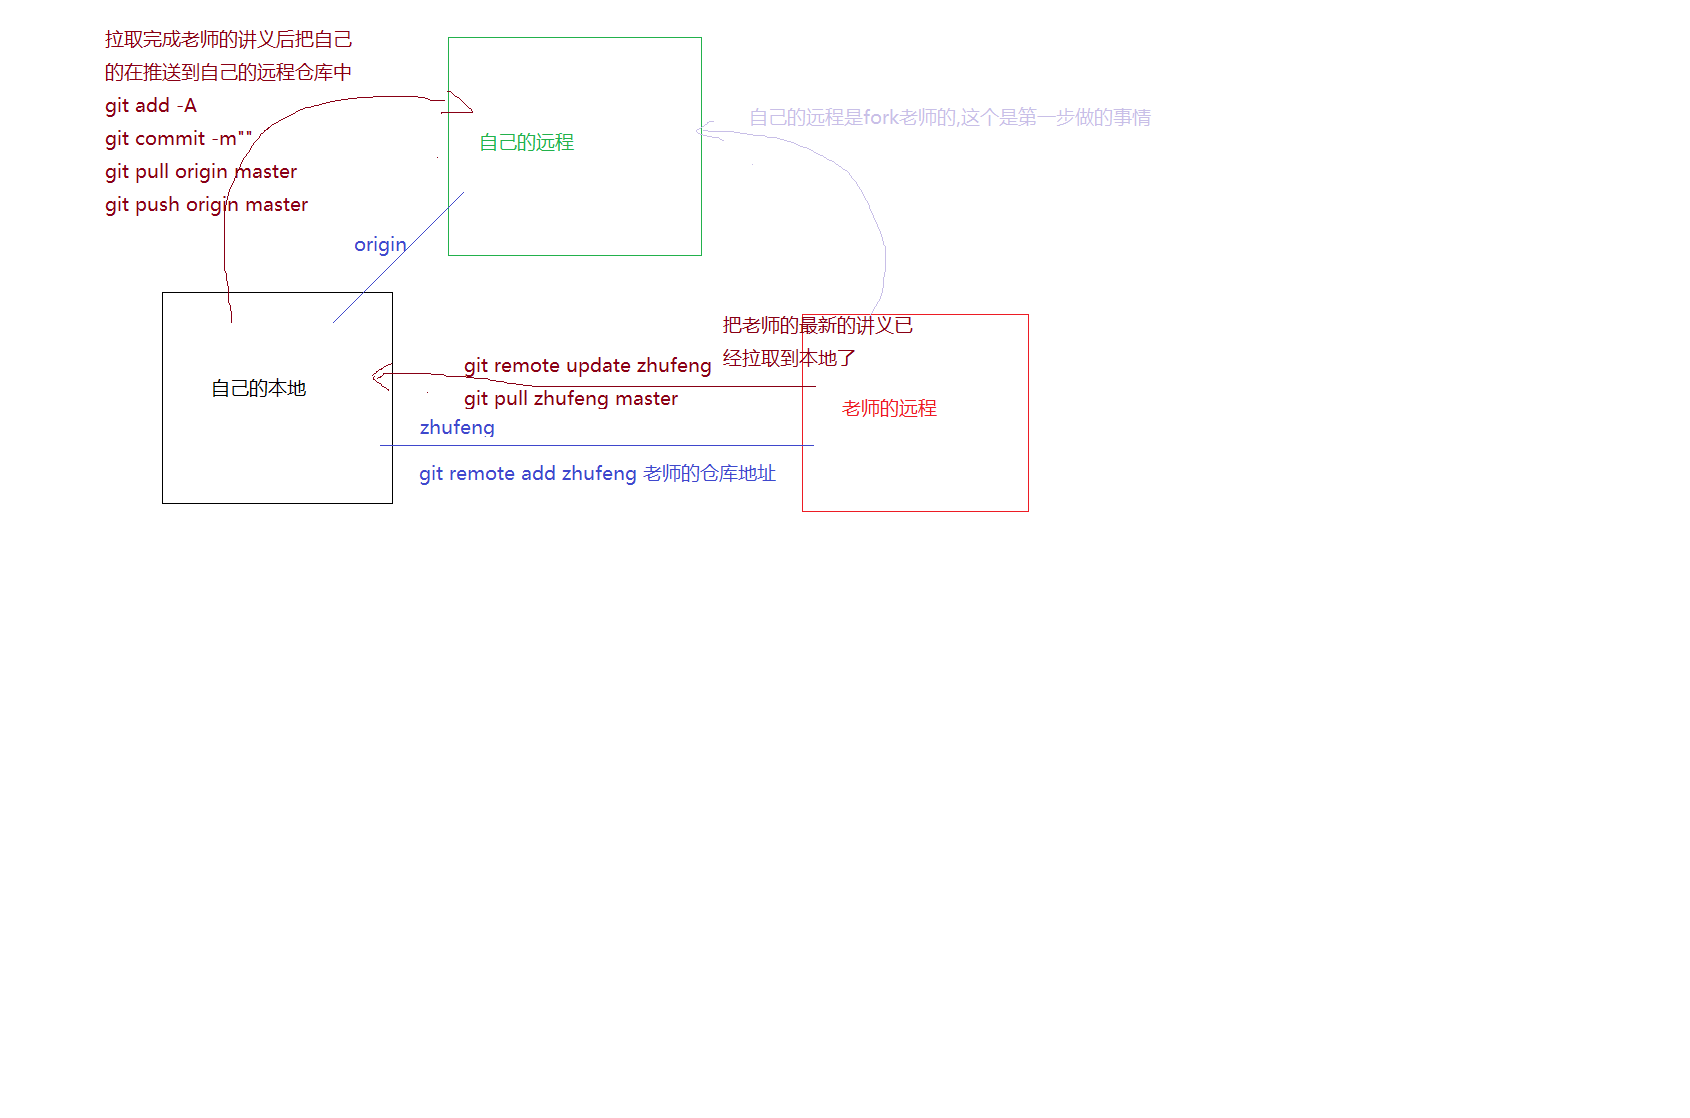 拉取完成老师的讲义后把自己
的在推送到自己的远程仓库中
git add -A
git commit -m""
git pull origin master
git push origin master
自己的远程
自己的远程是fork老师的,这个是第一步做的事情
origin
把老师的最新的讲义已
经拉取到本地了
git remote update zhufeng
git pull zhufeng master
自己的本地
老师的远程
zhufeng
git remote add zhufeng 老师的仓库地址